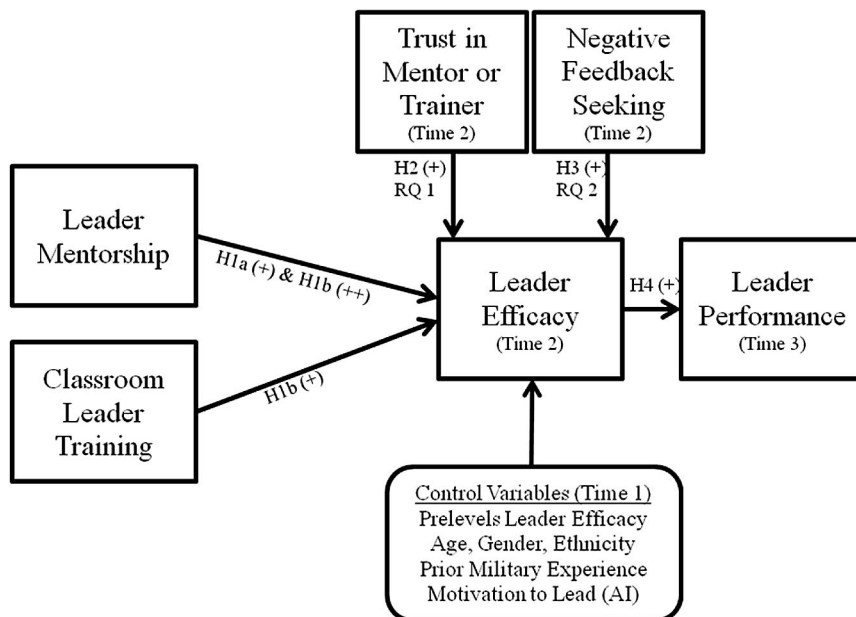 Trust in
Mentor or
Trainer
(Time 2)
Negative
Feedback
Seeking
(Time 2)
H2 (+)
RQ 1
H3 (+)
RQ 2
Leader
Mentorship
H1a (+) & H1b (++)
Leader
Efficacy
(Time 2)
H4 (+)
Leader
Performance
(Time 3)
Classroom
Leader
Training
H1b (+)
Control Variables (Time 1)
Prelevels Leader Efficacy
Age, Gender, Ethnicity
Prior Military Experience
Motivation to Lead (AI)